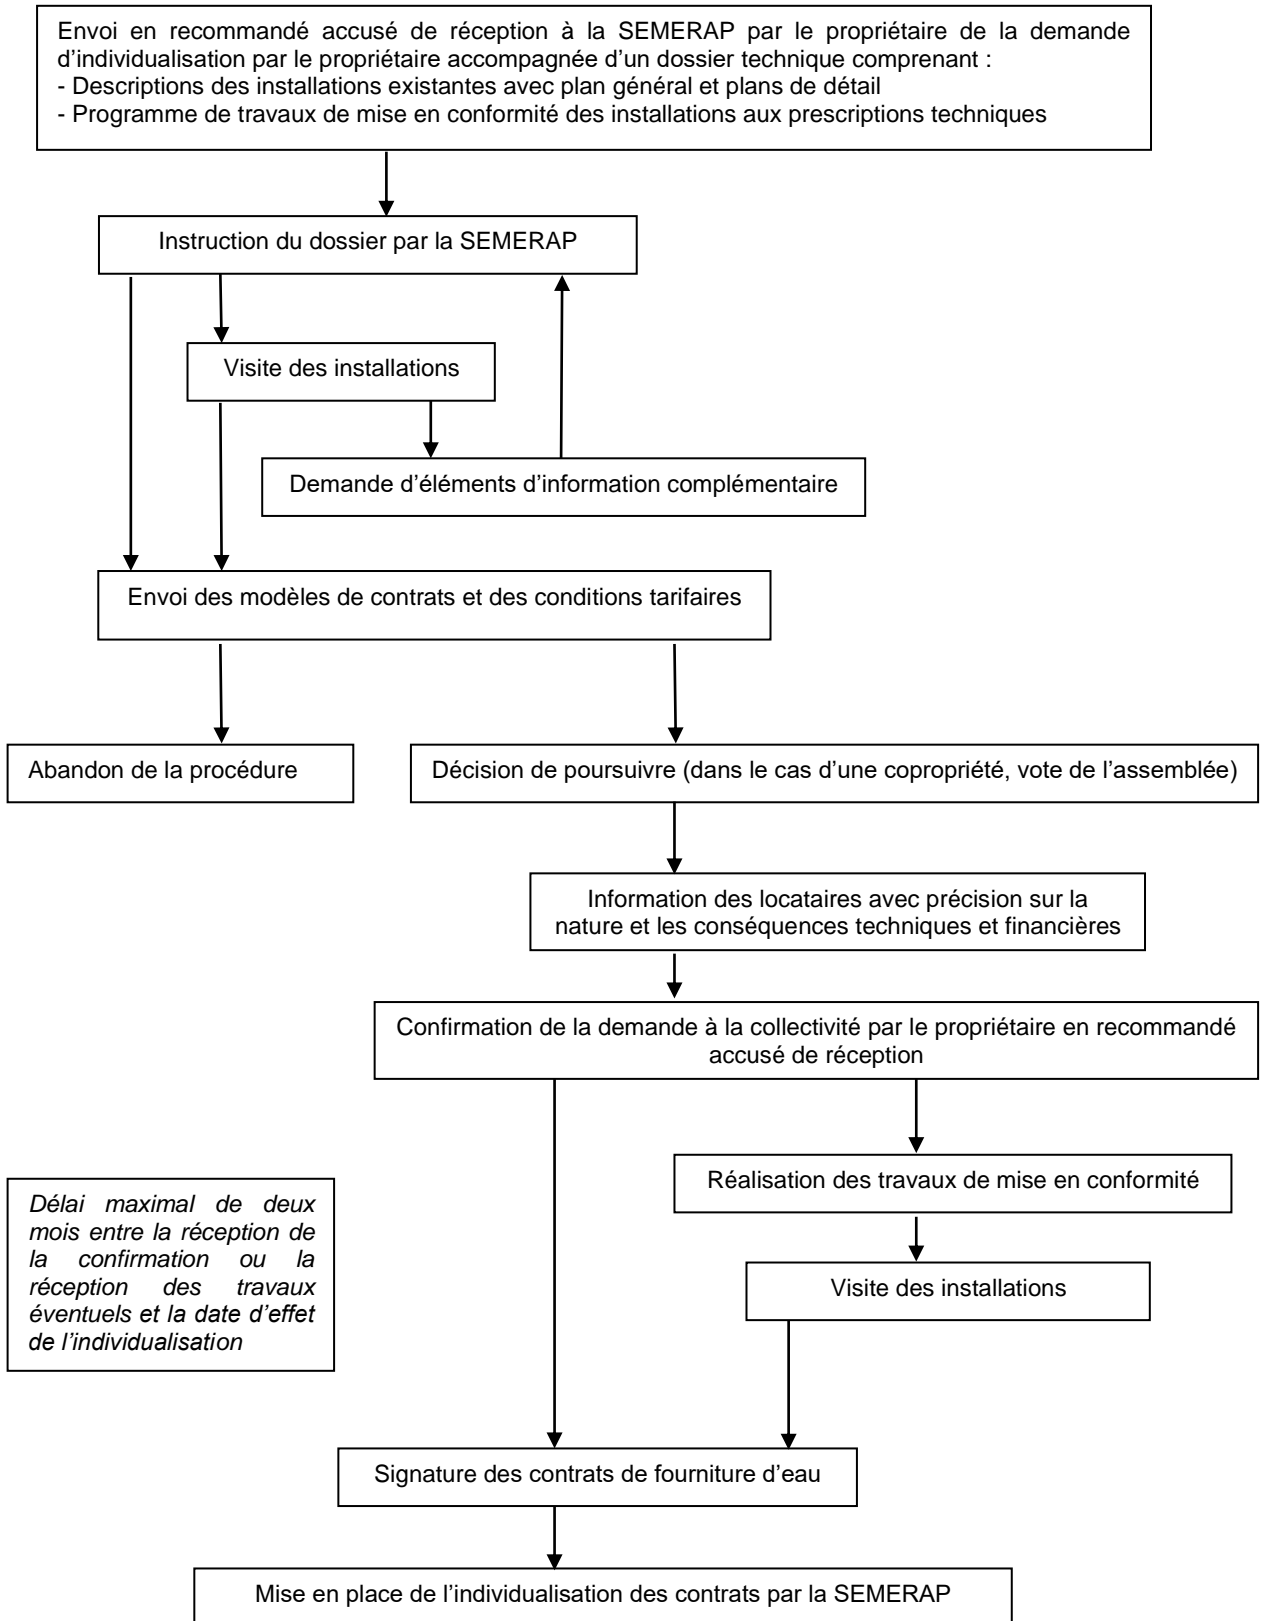 Envoi en recommandé accusé de réception à la SEMERAP par le propriétaire de la demande
d’individualisation par le propriétaire accompagnée d’un dossier technique comprenant :
- Descriptions des installations existantes avec plan général et plans de détail
- Programme de travaux de mise en conformité des installations aux prescriptions techniques
Instruction du dossier par la SEMERAP
Visite des installations
Demande d’éléments d’information complémentaire
Envoi des modèles de contrats et des conditions tarifaires
Abandon de la procédure
Décision de poursuivre (dans le cas d’une copropriété, vote de l’assemblée)
Information des locataires avec précision sur la
nature et les conséquences techniques et financières
Confirmation de la demande à la collectivité par le propriétaire en recommandé
accusé de réception
Réalisation des travaux de mise en conformité
Délai maximal de deux
mois entre la réception de
la confirmation ou la
réception des travaux
éventuels et la date d’effet
de l’individualisation
Visite des installations
Signature des contrats de fourniture d’eau
Mise en place de l’individualisation des contrats par la SEMERAP